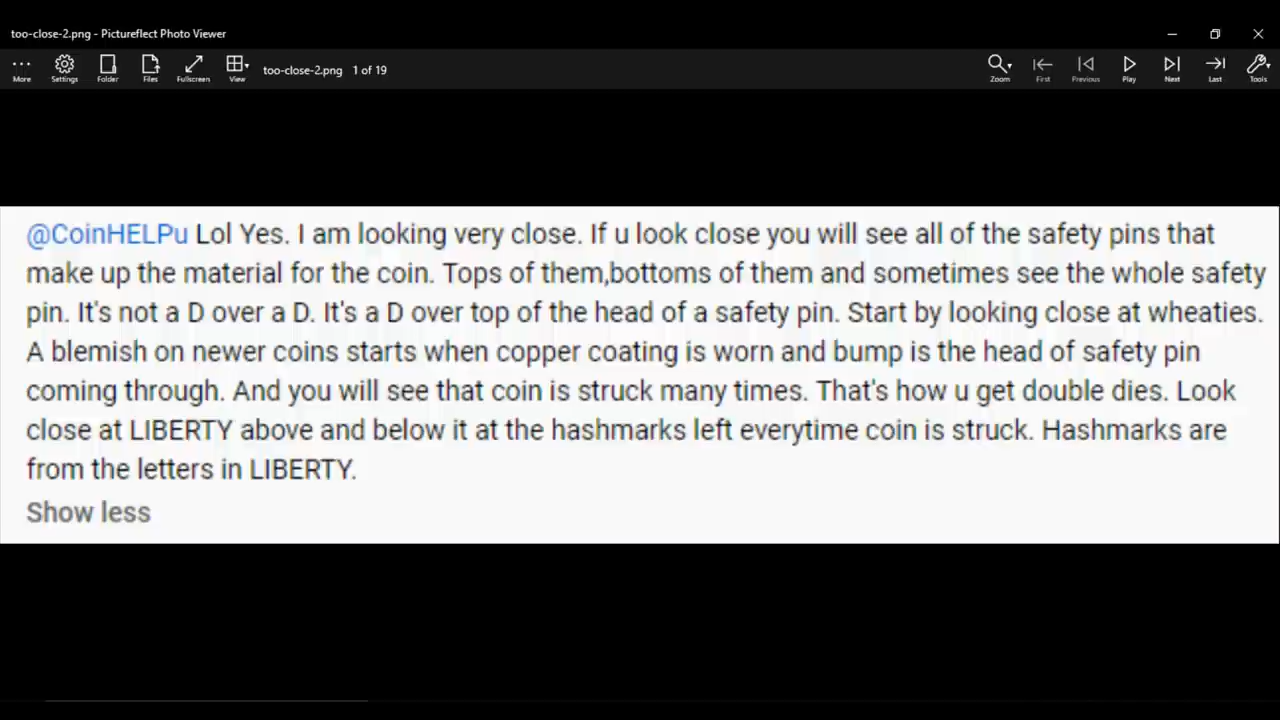 too-close-2.png - Pictureflect Photo Viewer
More Settings Folder Files Fullscreen View too-close-2.png 1 of 19 Zoom First Previous Play Next Last Tools
@CoinHELPu Lol Yes. I am looking very close. If u look close you will see all of the safety pins that
make up the material for the coin. Tops of them,bottoms of them and sometimes see the whole safety
pin. It's not a D over a D. It's a D over top of the head of a safety pin. Start by looking close at wheaties.
A blemish on newer coins starts when copper coating is worn and bump is the head of safety pin
coming through. And you will see that coin is struck many times. That's how u get double dies. Look
close at LIBERTY above and below it at the hashmarks left everytime coin is struck. Hashmarks are
from the letters in LIBERTY.
Show less